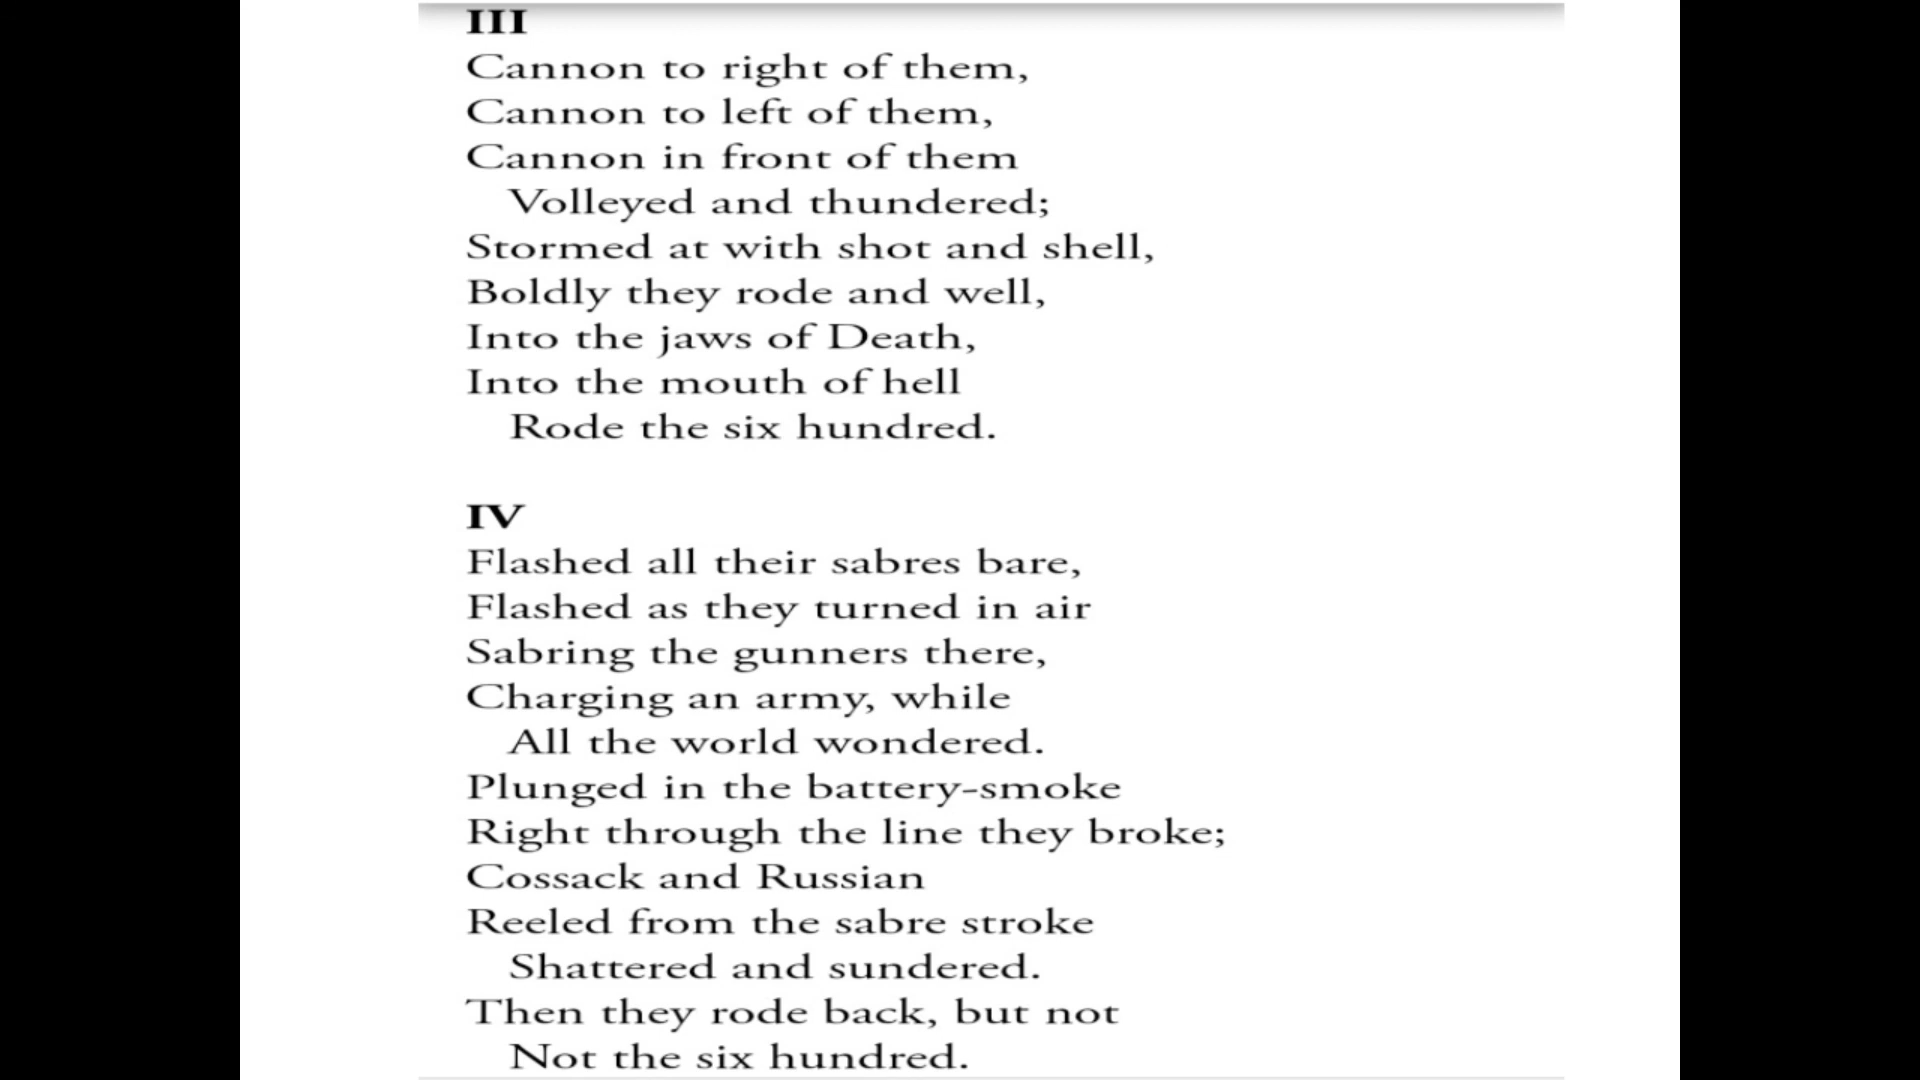 III
Cannon to right of them,
Cannon to left of them,
Cannon in front of them
Volleyed and thundered;
Stormed at with shot and shell,
Boldly they rode and well,
Into the jaws of Death,
Into the mouth of hell
Rode the six hundred.
IV
Flashed all their sabres bare,
Flashed as they turned in air
Sabring the gunners there,
Charging an army, while
All the world wondered.
Plunged in the battery-smoke
Right through the line they broke;
Cossack and Russian
Reeled from the sabre stroke
Shattered and sundered.
Then they rode back, but not
Not the six hundred.